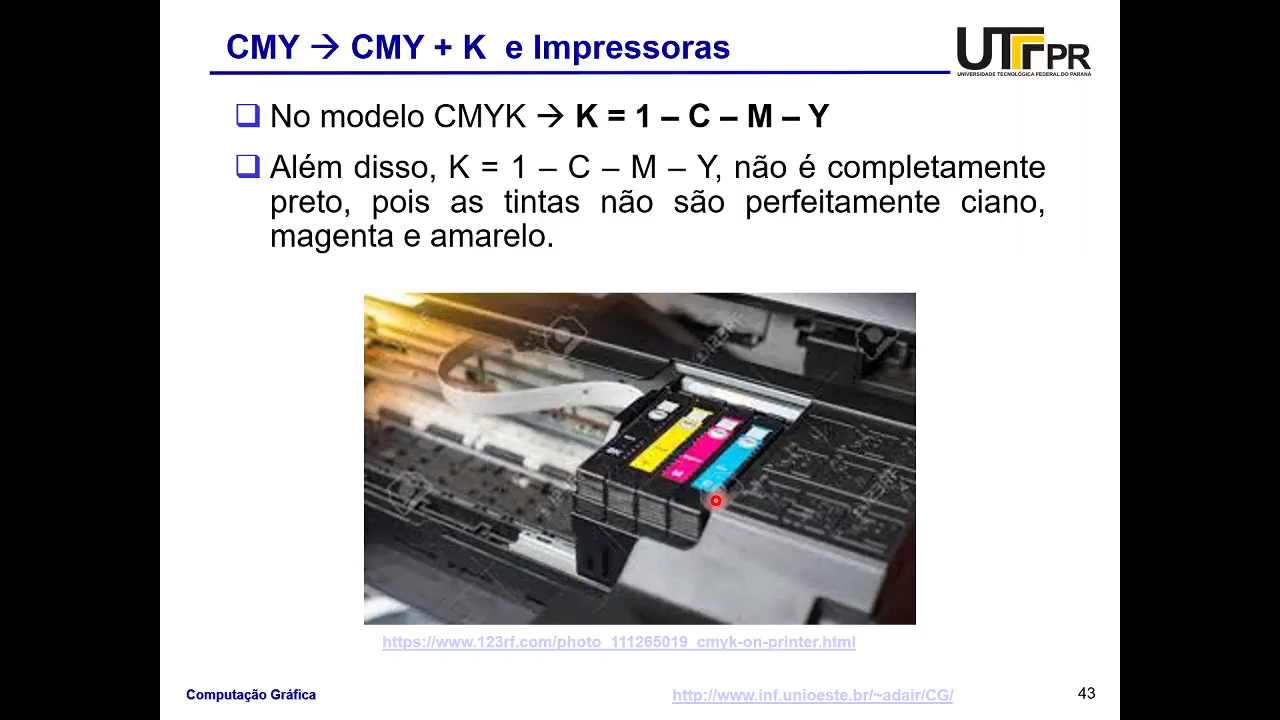 CMY → CMY + K e Impressoras
UTFPR
UNIVERSIDADE TECNOLÓGICA FEDERAL DO PARANÁ
❑ No modelo CMYK → K = 1 – C – M – Y
❑ Além disso, K = 1 – C – M – Y, não é completamente
preto, pois as tintas não são perfeitamente ciano,
magenta e amarelo.
123RF
123RF
https://www.123rf.com/photo_111265019_cmyk-on-printer.html
Computação Gráfica
http://www.inf.unioeste.br/~adair/CG/
43